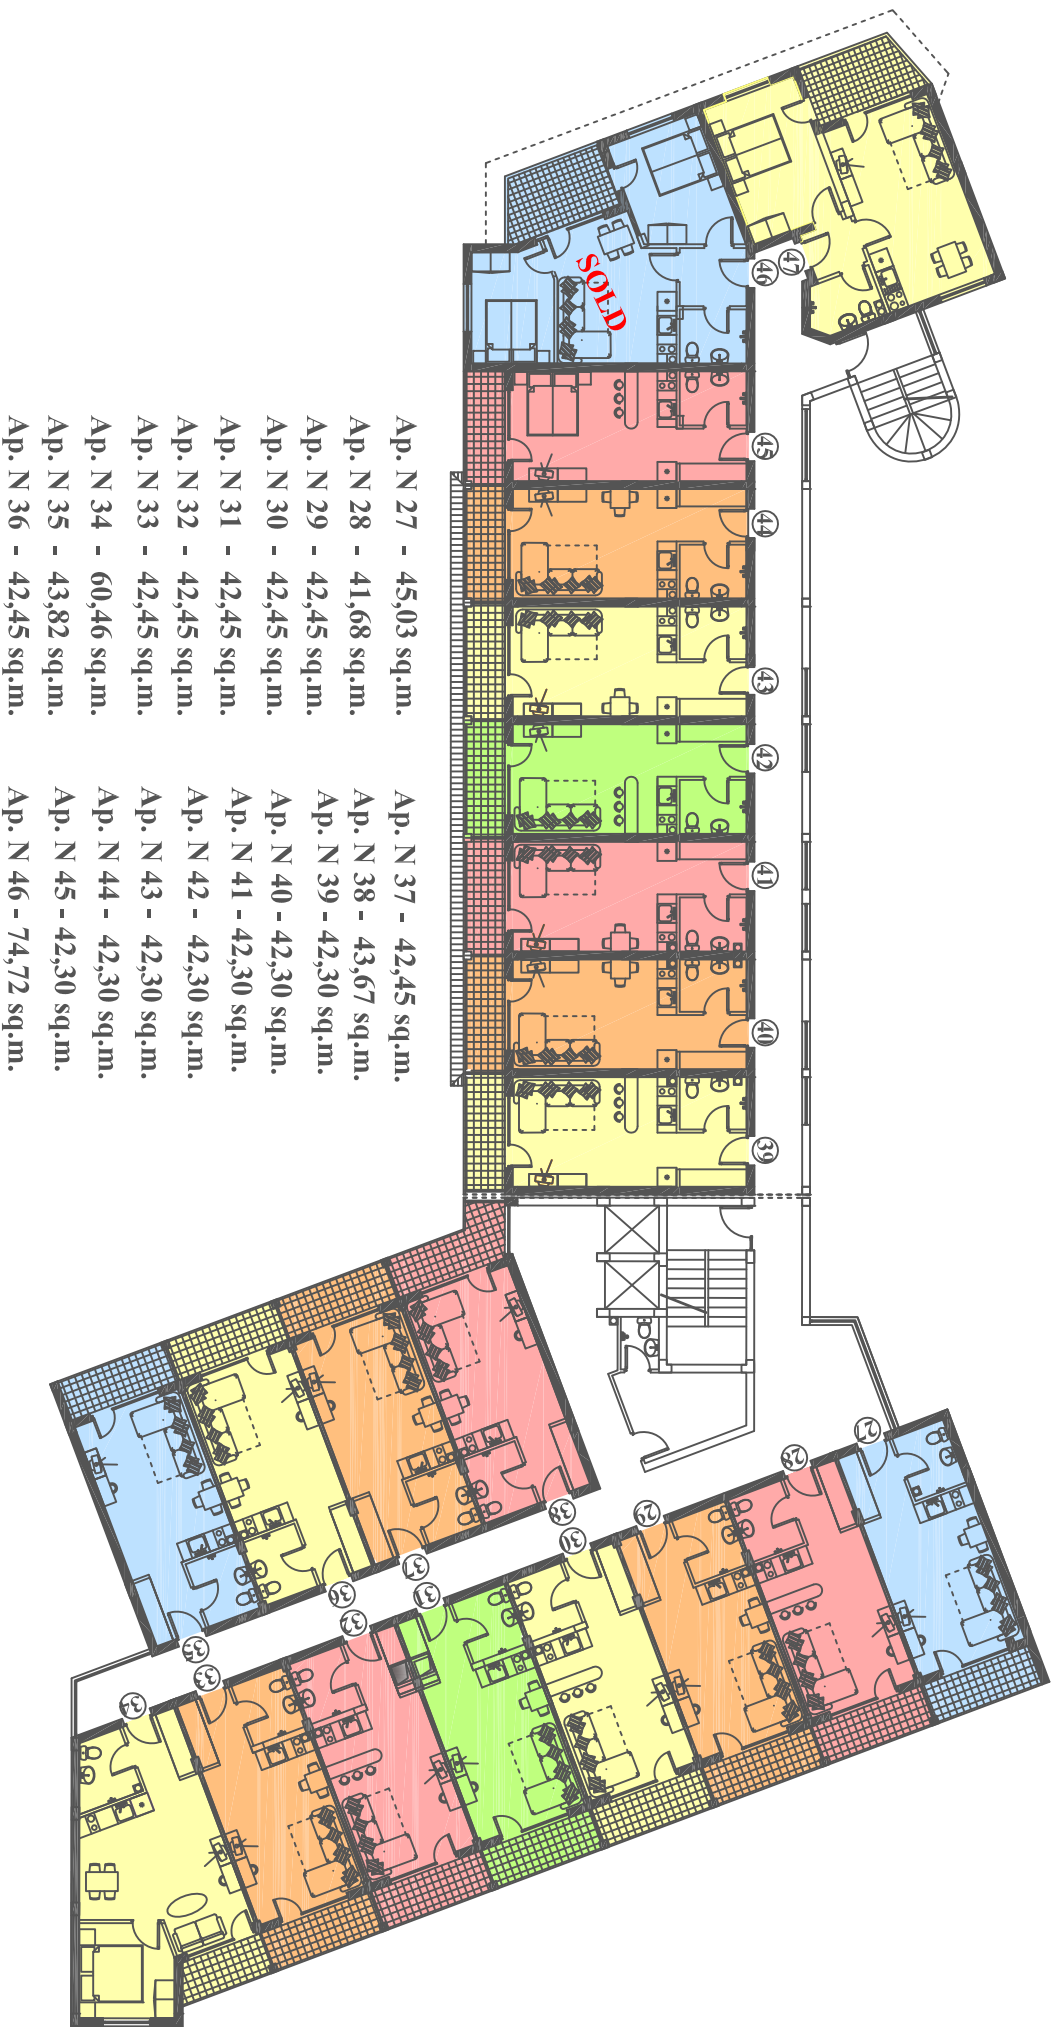 47
46
SOLD
45
44
43
42
41
40
39
27
28
29
30
31
32
33
34
35
36
37
38
Ap. N 27 - 45,03 sq.m.
Ap. N 28 - 41,68 sq.m.
Ap. N 29 - 42,45 sq.m.
Ap. N 30 - 42,45 sq.m.
Ap. N 31 - 42,45 sq.m.
Ap. N 32 - 42,45 sq.m.
Ap. N 33 - 42,45 sq.m.
Ap. N 34 - 60,46 sq.m.
Ap. N 35 - 43,82 sq.m.
Ap. N 36 - 42,45 sq.m.
Ap. N 37 - 42,45 sq.m.
Ap. N 38 - 43,67 sq.m.
Ap. N 39 - 42,30 sq.m.
Ap. N 40 - 42,30 sq.m.
Ap. N 41 - 42,30 sq.m.
Ap. N 42 - 42,30 sq.m.
Ap. N 43 - 42,30 sq.m.
Ap. N 44 - 42,30 sq.m.
Ap. N 45 - 42,30 sq.m.
Ap. N 46 - 74,72 sq.m.